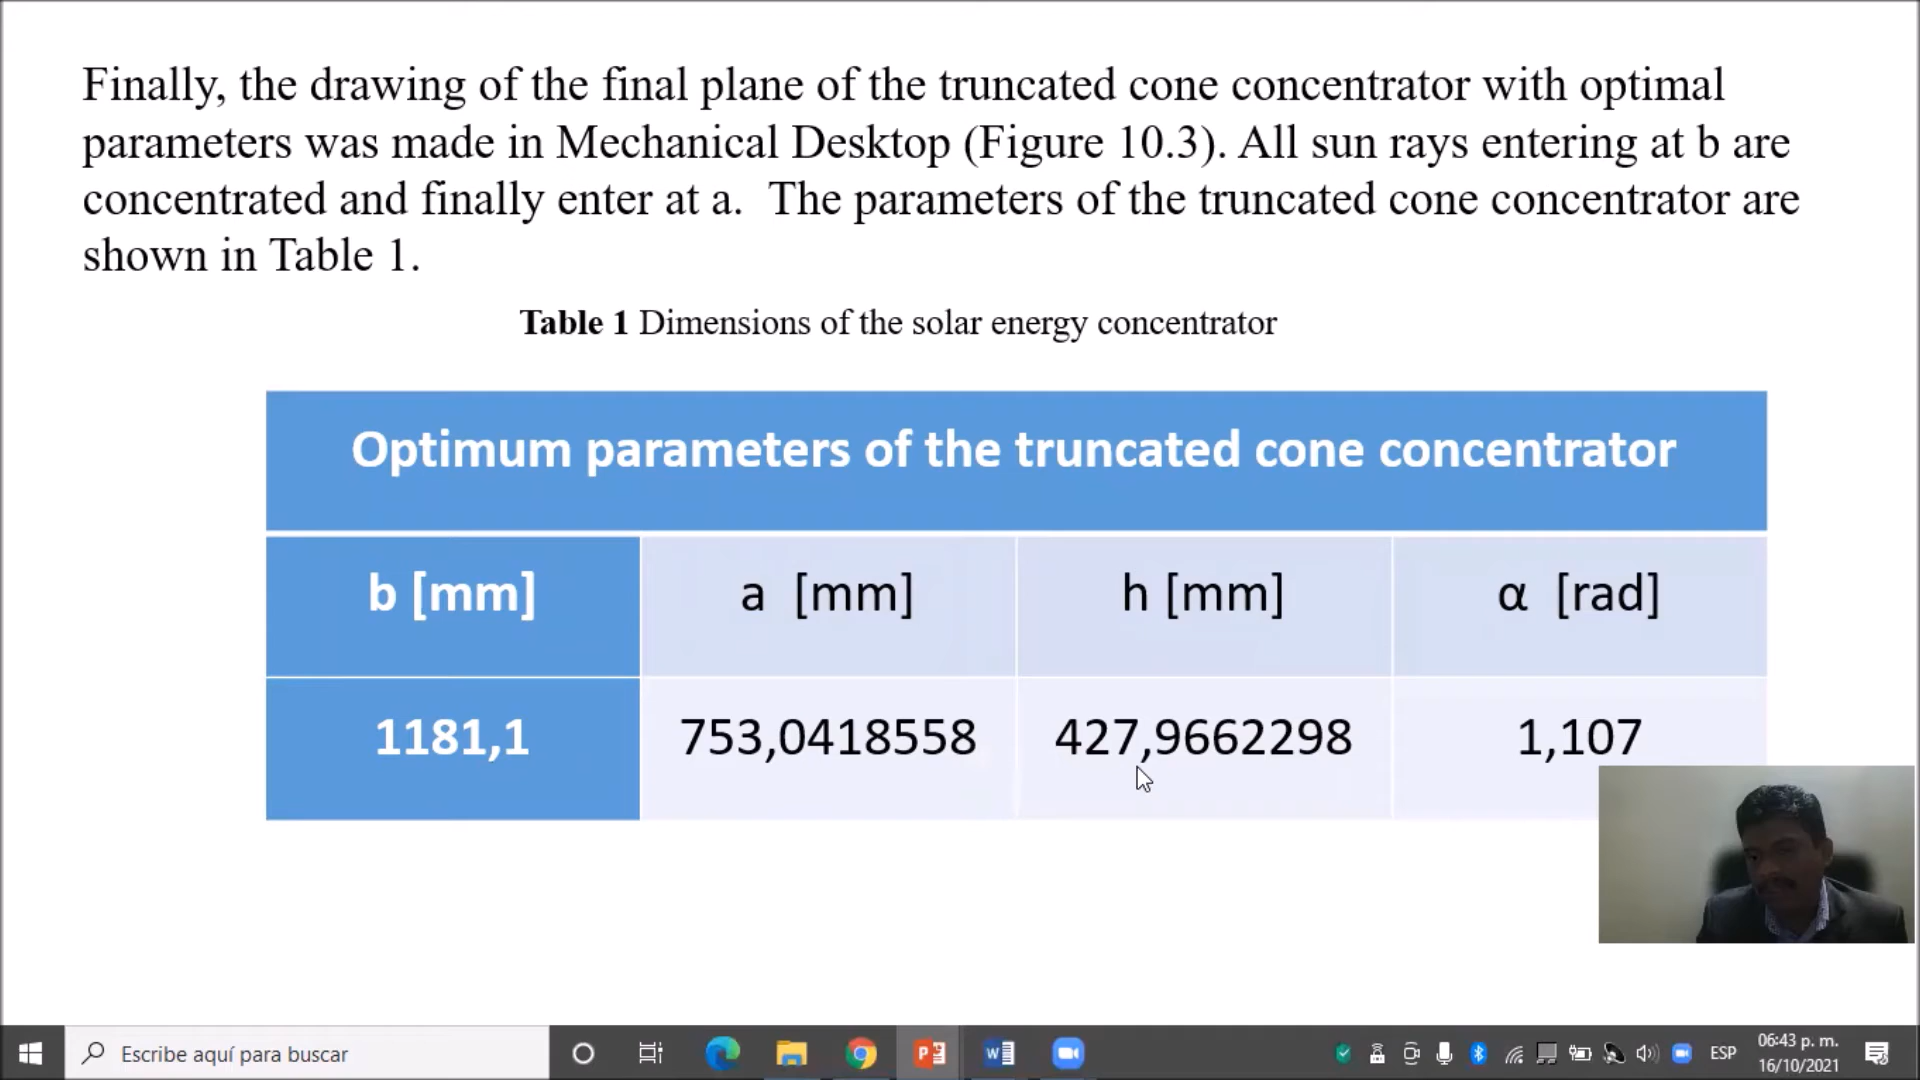 Finally, the drawing of the final plane of the truncated cone concentrator with optimal
parameters was made in Mechanical Desktop (Figure 10.3). All sun rays entering at b are
concentrated and finally enter at a.  The parameters of the truncated cone concentrator are
shown in Table 1.
Table 1 Dimensions of the solar energy concentrator
Optimum parameters of the truncated cone concentrator
b [mm] a [mm] h [mm] α [rad]
1181,1 753,0418558 427,9662298 1,107
Escribe aquí para buscar
ESP
06:43 p. m.
16/10/2021